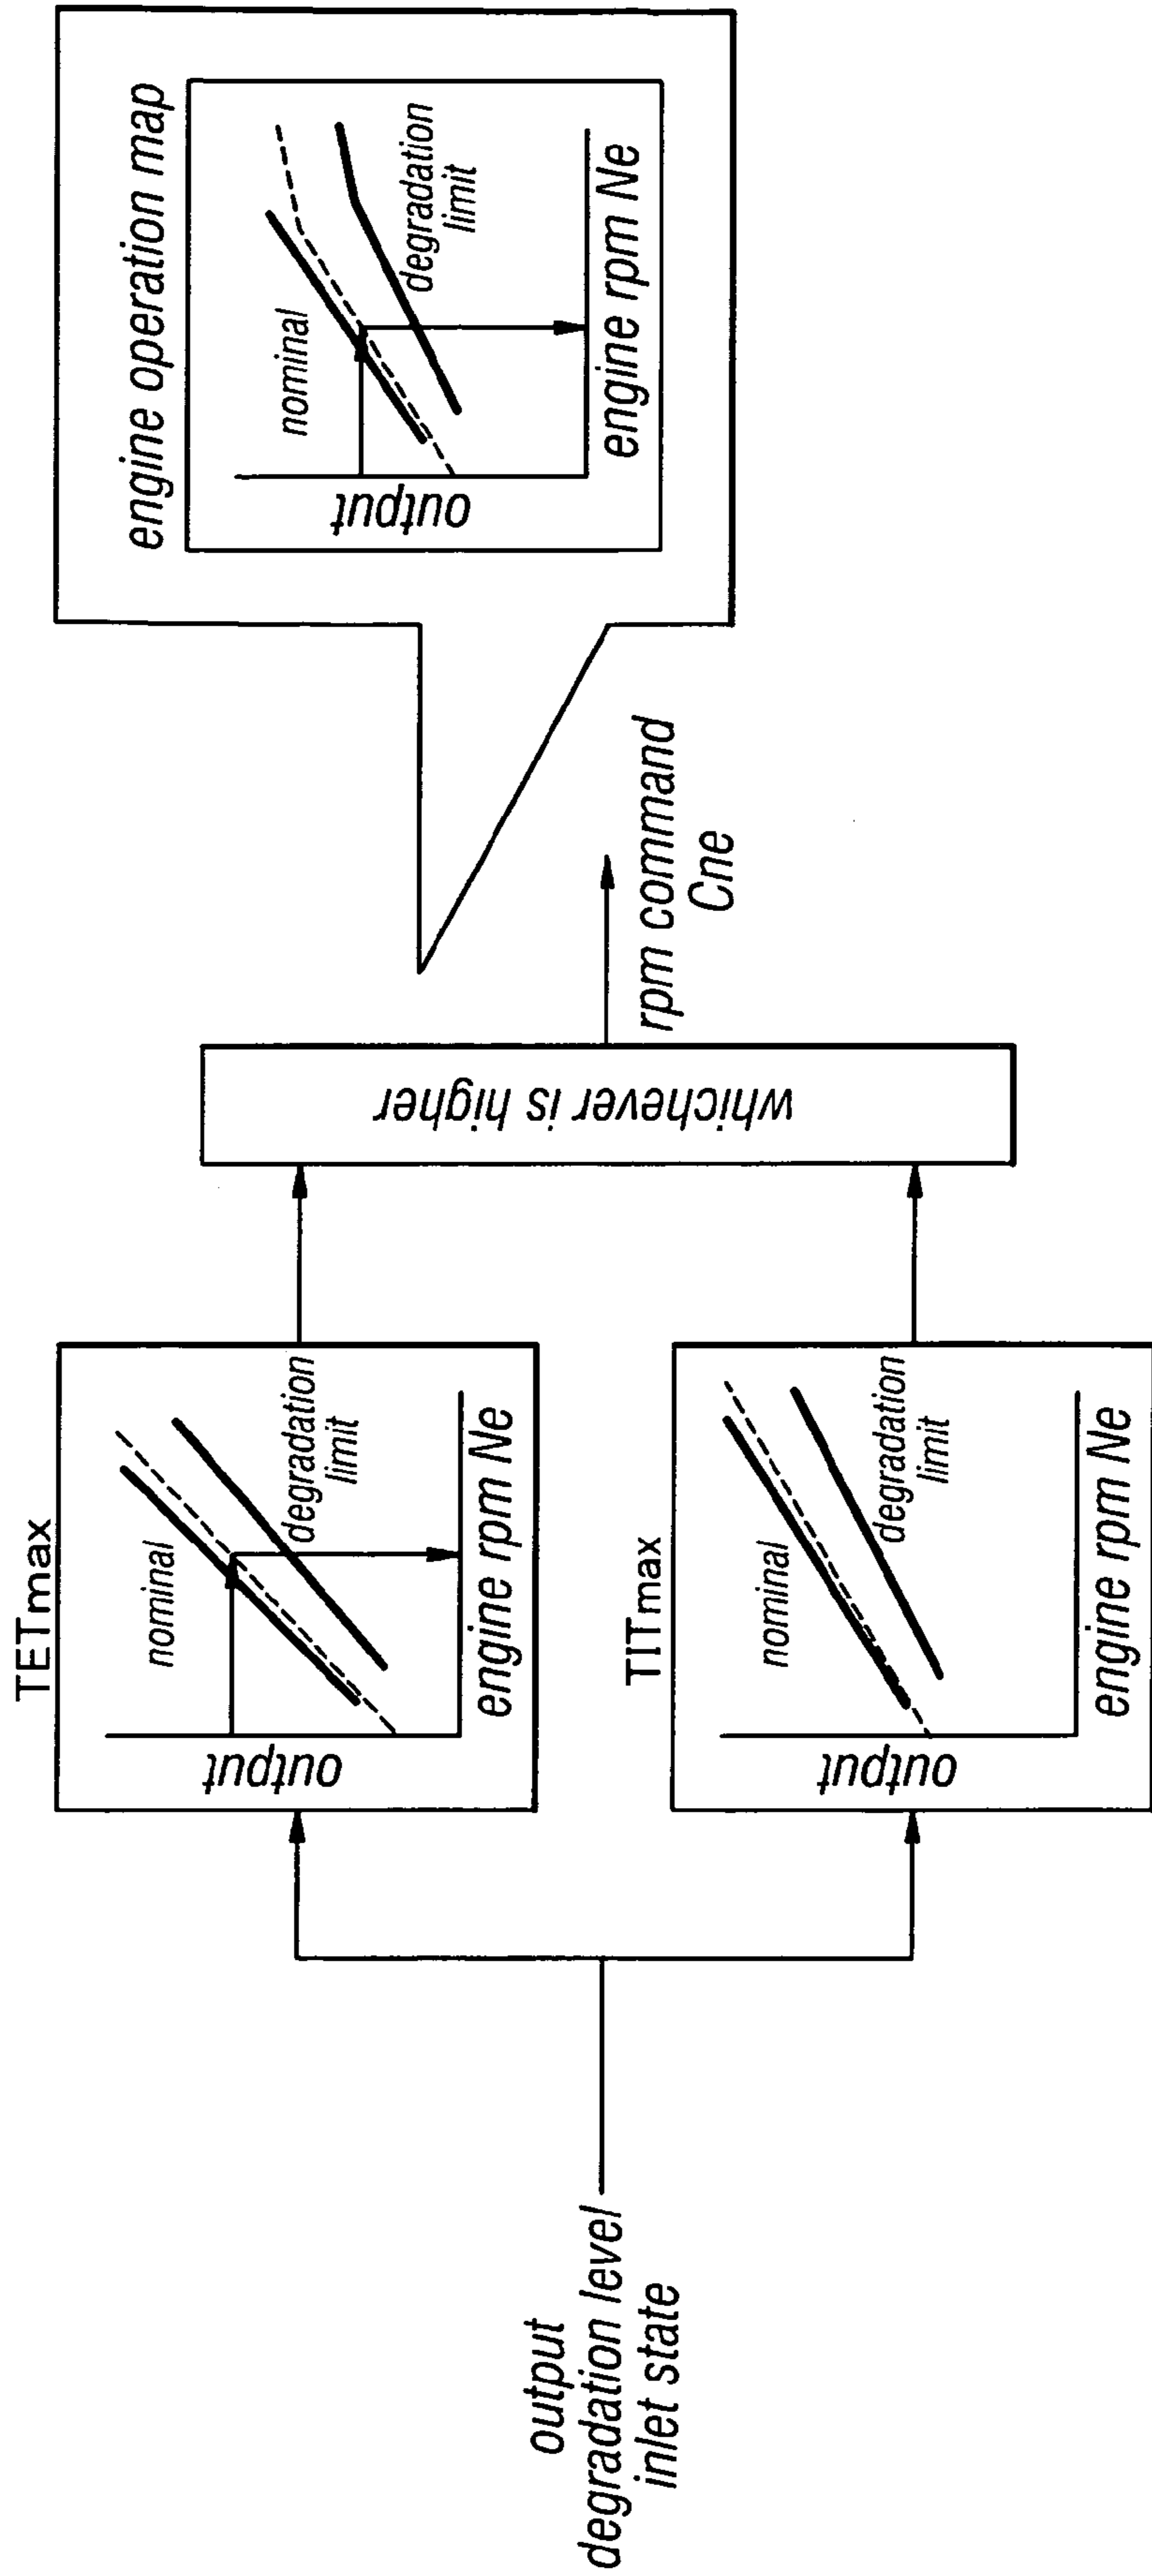 output
degradation level
inlet state
TETmax
output
nominal
degradation
limit
engine rpm Ne
TITmax
output
nominal
degradation
limit
engine rpm Ne
whichever is higher
rpm command
Cne
engine operation map
output
nominal
degradation
limit
engine rpm Ne